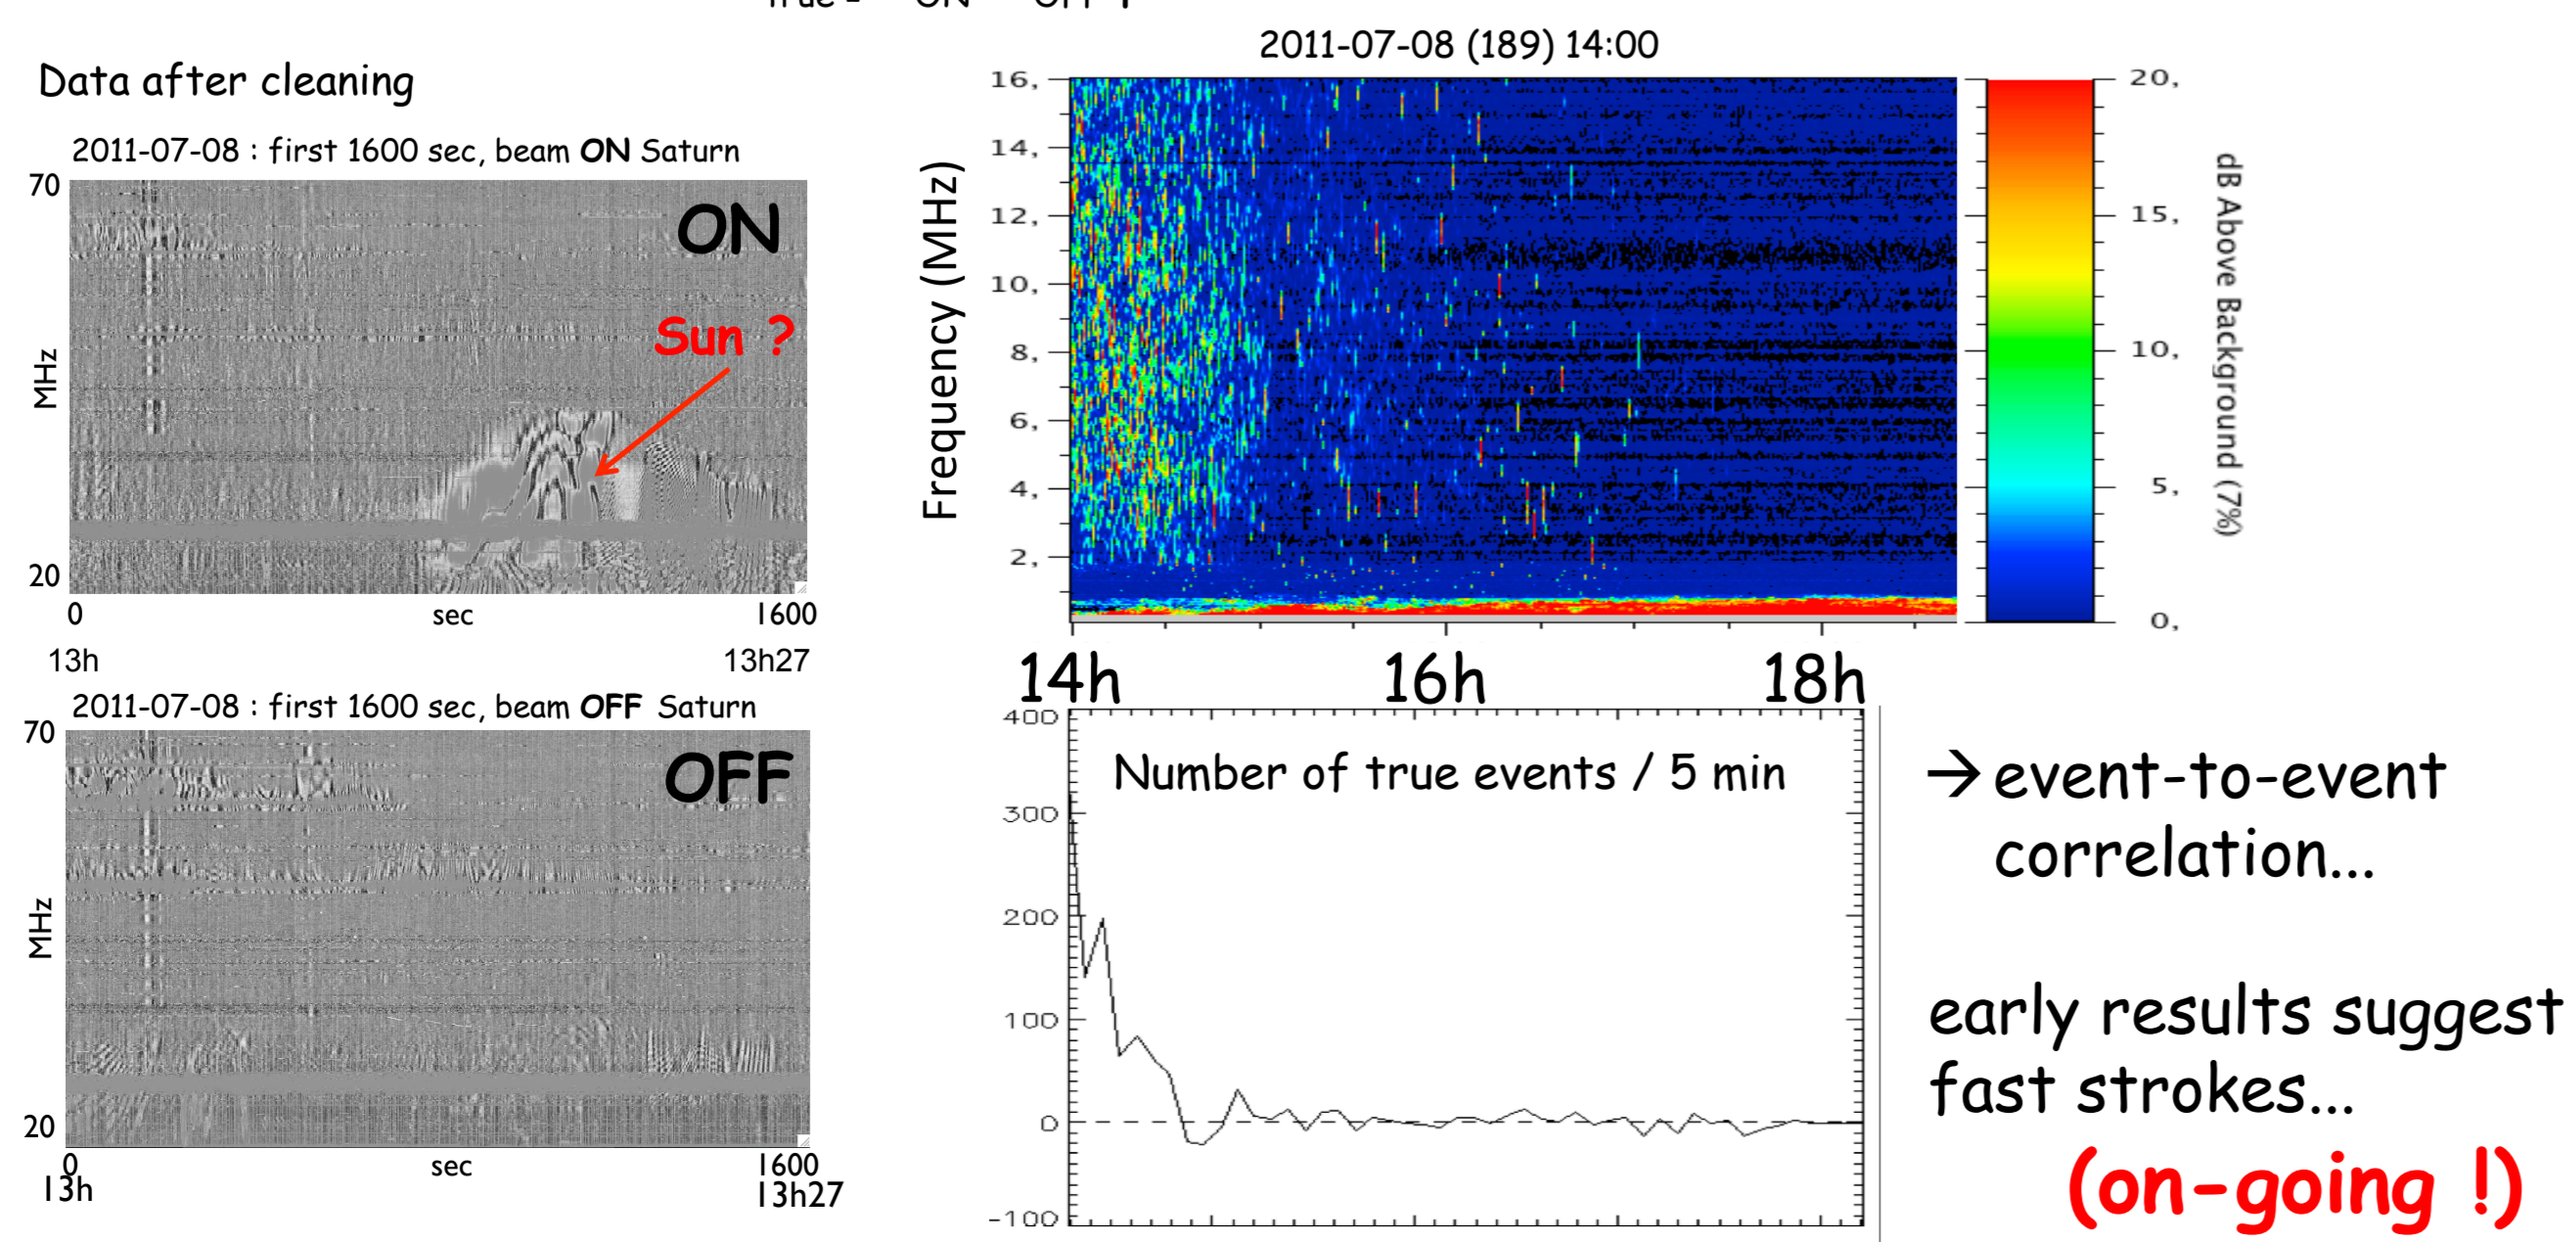 Data after cleaning
2011-07-08 : first 1600 sec, beam ON Saturn
70
ON
Sun ?
MHz
20
0
sec
1600
13h
13h27
2011-07-08 : first 1600 sec, beam OFF Saturn
70
OFF
MHz
20
0
sec
1600
13h
13h27
2011-07-08 (189) 14:00
Frequency (MHz)
16,
14,
12,
10,
8,
6,
4,
2,
20,
15,
10,
5,
0,
dB Above Background (7%)
14h
16h
18h
400
300
200
100
0
-100
Number of true events / 5 min
→ event-to-event
correlation...
early results suggest
fast strokes...
(on-going !)